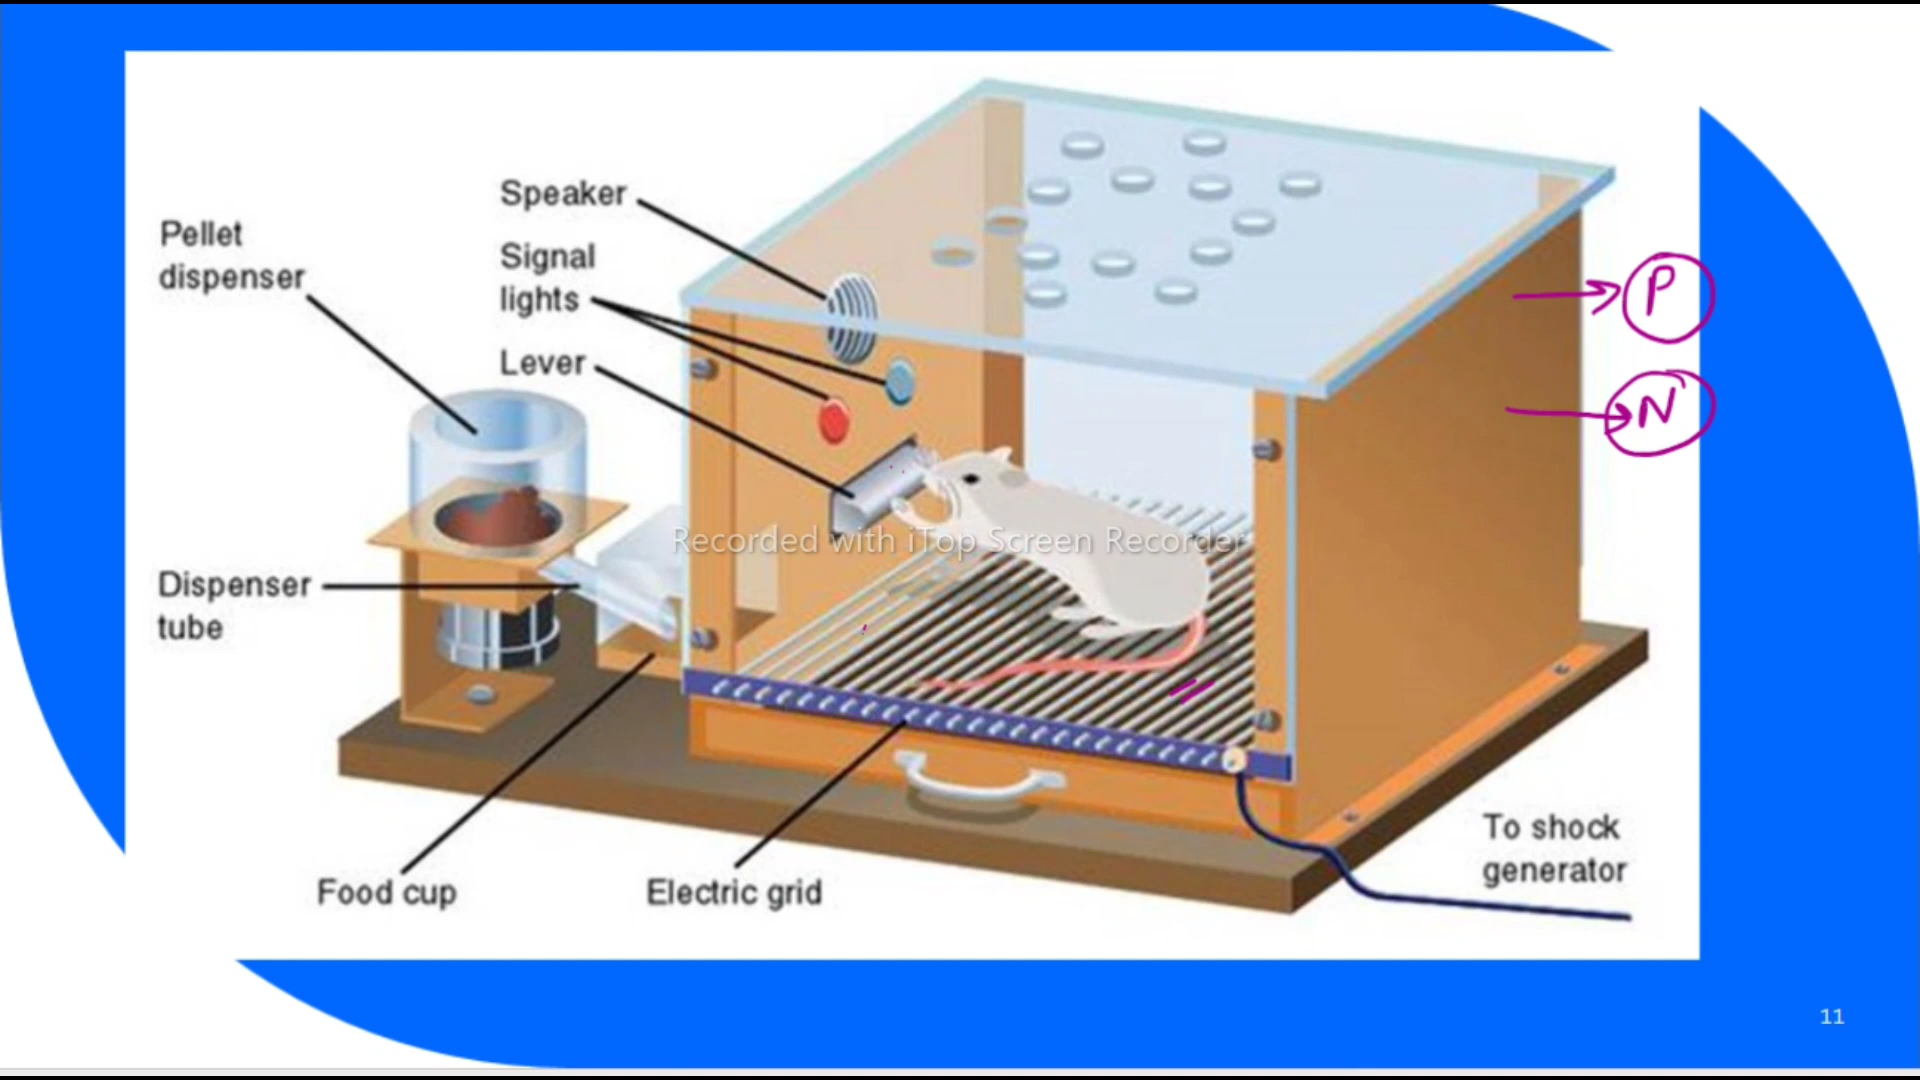 Speaker
Pellet
dispenser
Signal
lights
Lever
P
N
Recorded with iTop Screen Recorder
Dispenser
tube
To shock
generator
Food cup
Electric grid
11